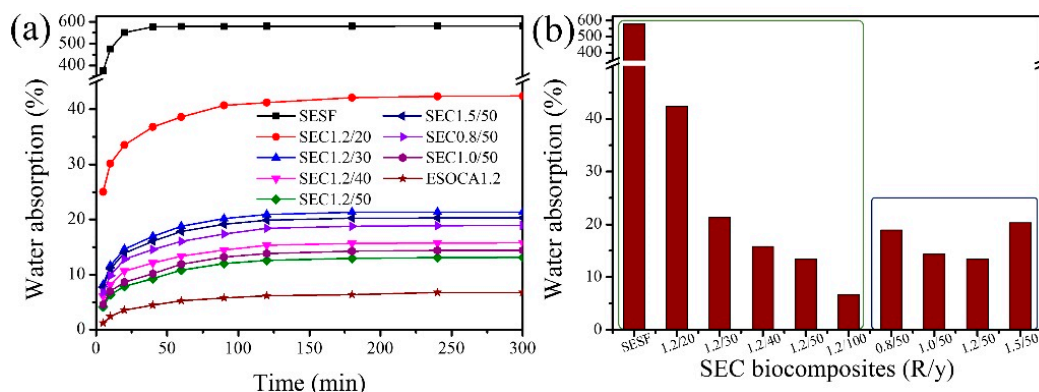 (a)
600
500
400
40
30
20
10
0
Water absorption (%)
SESF
SEC1.2/20
SEC1.2/30
SEC1.2/40
SEC1.2/50
SEC1.5/50
SEC0.8/50
SEC1.0/50
ESOCA1.2
0 50 100 150 200 250 300
Time (min)
(b)
600
500
400
40
30
20
10
0
Water absorption (%)
SESF 1.2/20 1.2/30 1.2/40 1.2/50 1.2/100 0.8/50 1.0/50 1.2/50 1.5/50
SEC biocomposites (R/y)